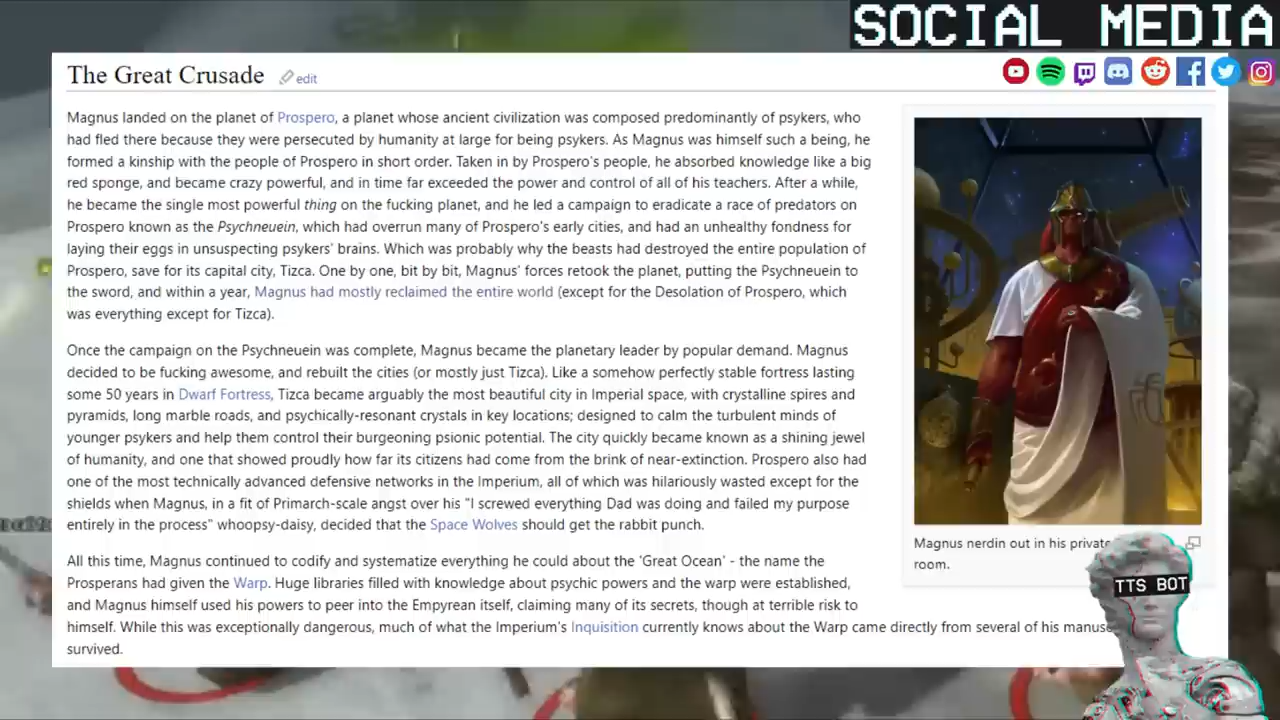 SOCIAL MEDIA
The Great Crusade edit
Magnus landed on the planet of Prospero, a planet whose ancient civilization was composed predominantly of psykers, who
had fled there because they were persecuted by humanity at large for being psykers. As Magnus was himself such a being, he
formed a kinship with the people of Prospero in short order. Taken in by Prospero's people, he absorbed knowledge like a big
red sponge, and became crazy powerful, and in time far exceeded the power and control of all of his teachers. After a while,
he became the single most powerful thing on the fucking planet, and he led a campaign to eradicate a race of predators on
Prospero known as the Psychneuein, which had overrun many of Prospero's early cities, and had an unhealthy fondness for
laying their eggs in unsuspecting psykers' brains. Which was probably why the beasts had destroyed the entire population of
Prospero, save for its capital city, Tizca. One by one, bit by bit, Magnus' forces retook the planet, putting the Psychneuein to
the sword, and within a year, Magnus had mostly reclaimed the entire world (except for the Desolation of Prospero, which
was everything except for Tizca).
Once the campaign on the Psychneuein was complete, Magnus became the planetary leader by popular demand. Magnus
decided to be fucking awesome, and rebuilt the cities (or mostly just Tizca). Like a somehow perfectly stable fortress lasting
some 50 years in Dwarf Fortress, Tizca became arguably the most beautiful city in Imperial space, with crystalline spires and
pyramids, long marble roads, and psychically-resonant crystals in key locations; designed to calm the turbulent minds of
younger psykers and help them control their burgeoning psionic potential. The city quickly became known as a shining jewel
of humanity, and one that showed proudly how far its citizens had come from the brink of near-extinction. Prospero also had
one of the most technically advanced defensive networks in the Imperium, all of which was hilariously wasted except for the
shields when Magnus, in a fit of Primarch-scale angst over his "I screwed everything Dad was doing and failed my purpose
entirely in the process" whoopsy-daisy, decided that the Space Wolves should get the rabbit punch.
All this time, Magnus continued to codify and systematize everything he could about the 'Great Ocean' - the name the
Prosperans had given the Warp. Huge libraries filled with knowledge about psychic powers and the warp were established,
and Magnus himself used his powers to peer into the Empyrean itself, claiming many of its secrets, though at terrible risk to
himself. While this was exceptionally dangerous, much of what the Imperium's Inquisition currently knows about the Warp came directly from several of his
survived.
Magnus nerdin out in his private
room.
TTS BOT